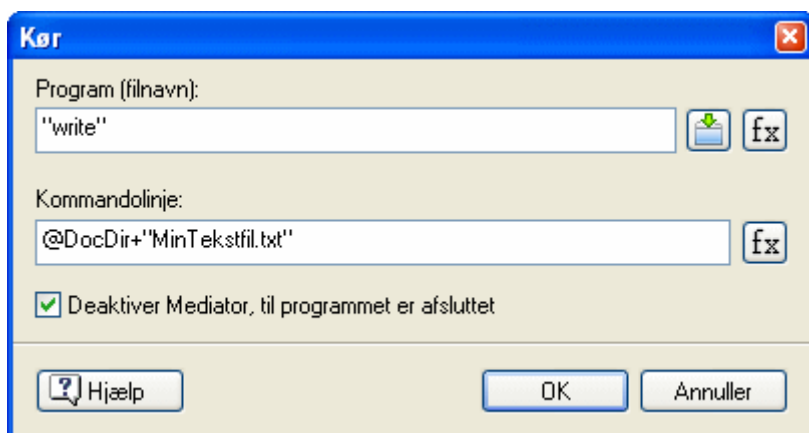 Kør
Program (filnavn):
"write"
fx
Kommandolinje:
@DocDir+"MinTekstfil.txt"
fx
Deaktiver Mediator, til programmet er afsluttet
? Hjælp
OK
Annuller